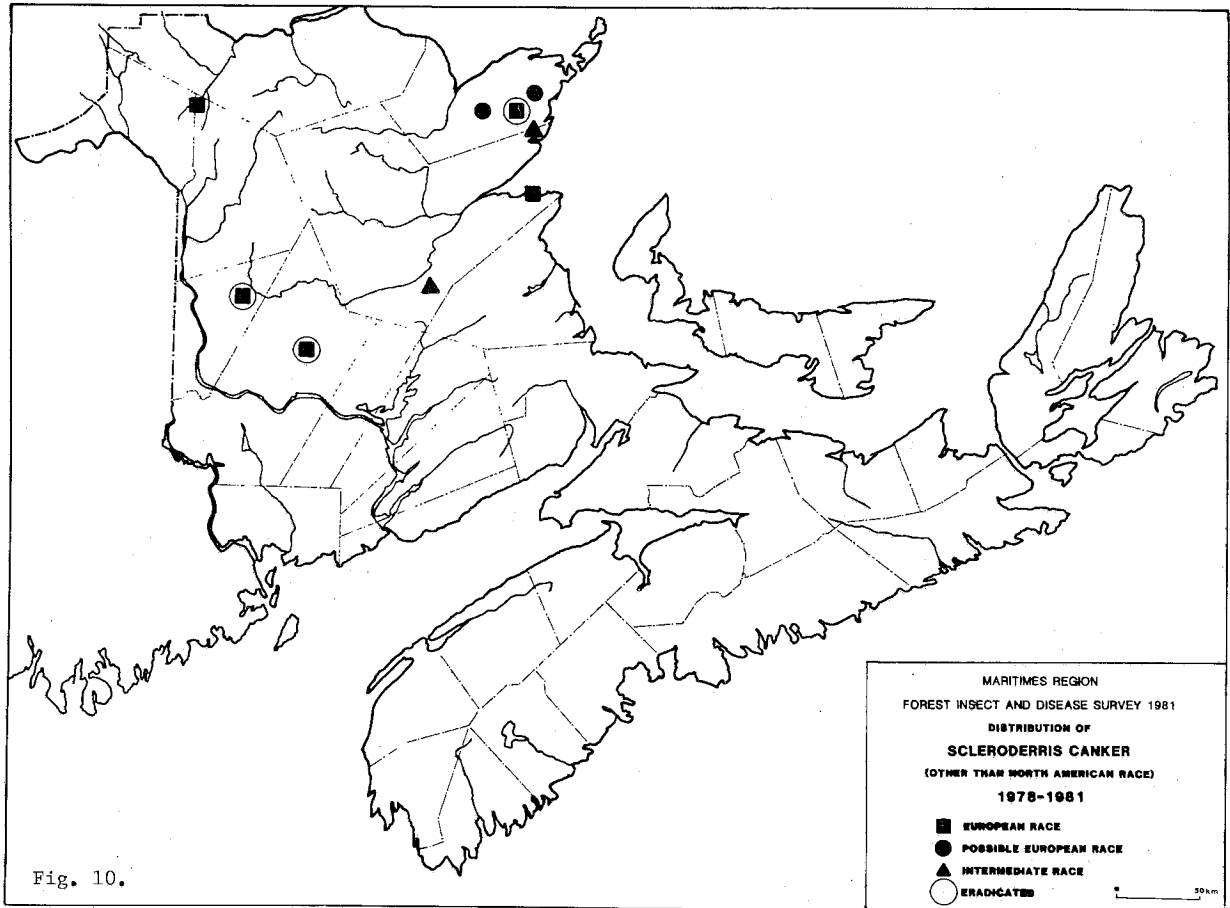 MARITIMES REGION
FOREST INSECT AND DISEASE SURVEY 1981
DISTRIBUTION OF
SCLERODERRIS CANKER
(OTHER THAN NORTH AMERICAN RACE)
1978-1981
EUROPEAN RACE
POSSIBLE EUROPEAN RACE
INTERMEDIATE RACE
ERADICATED
50km
Fig. 10.